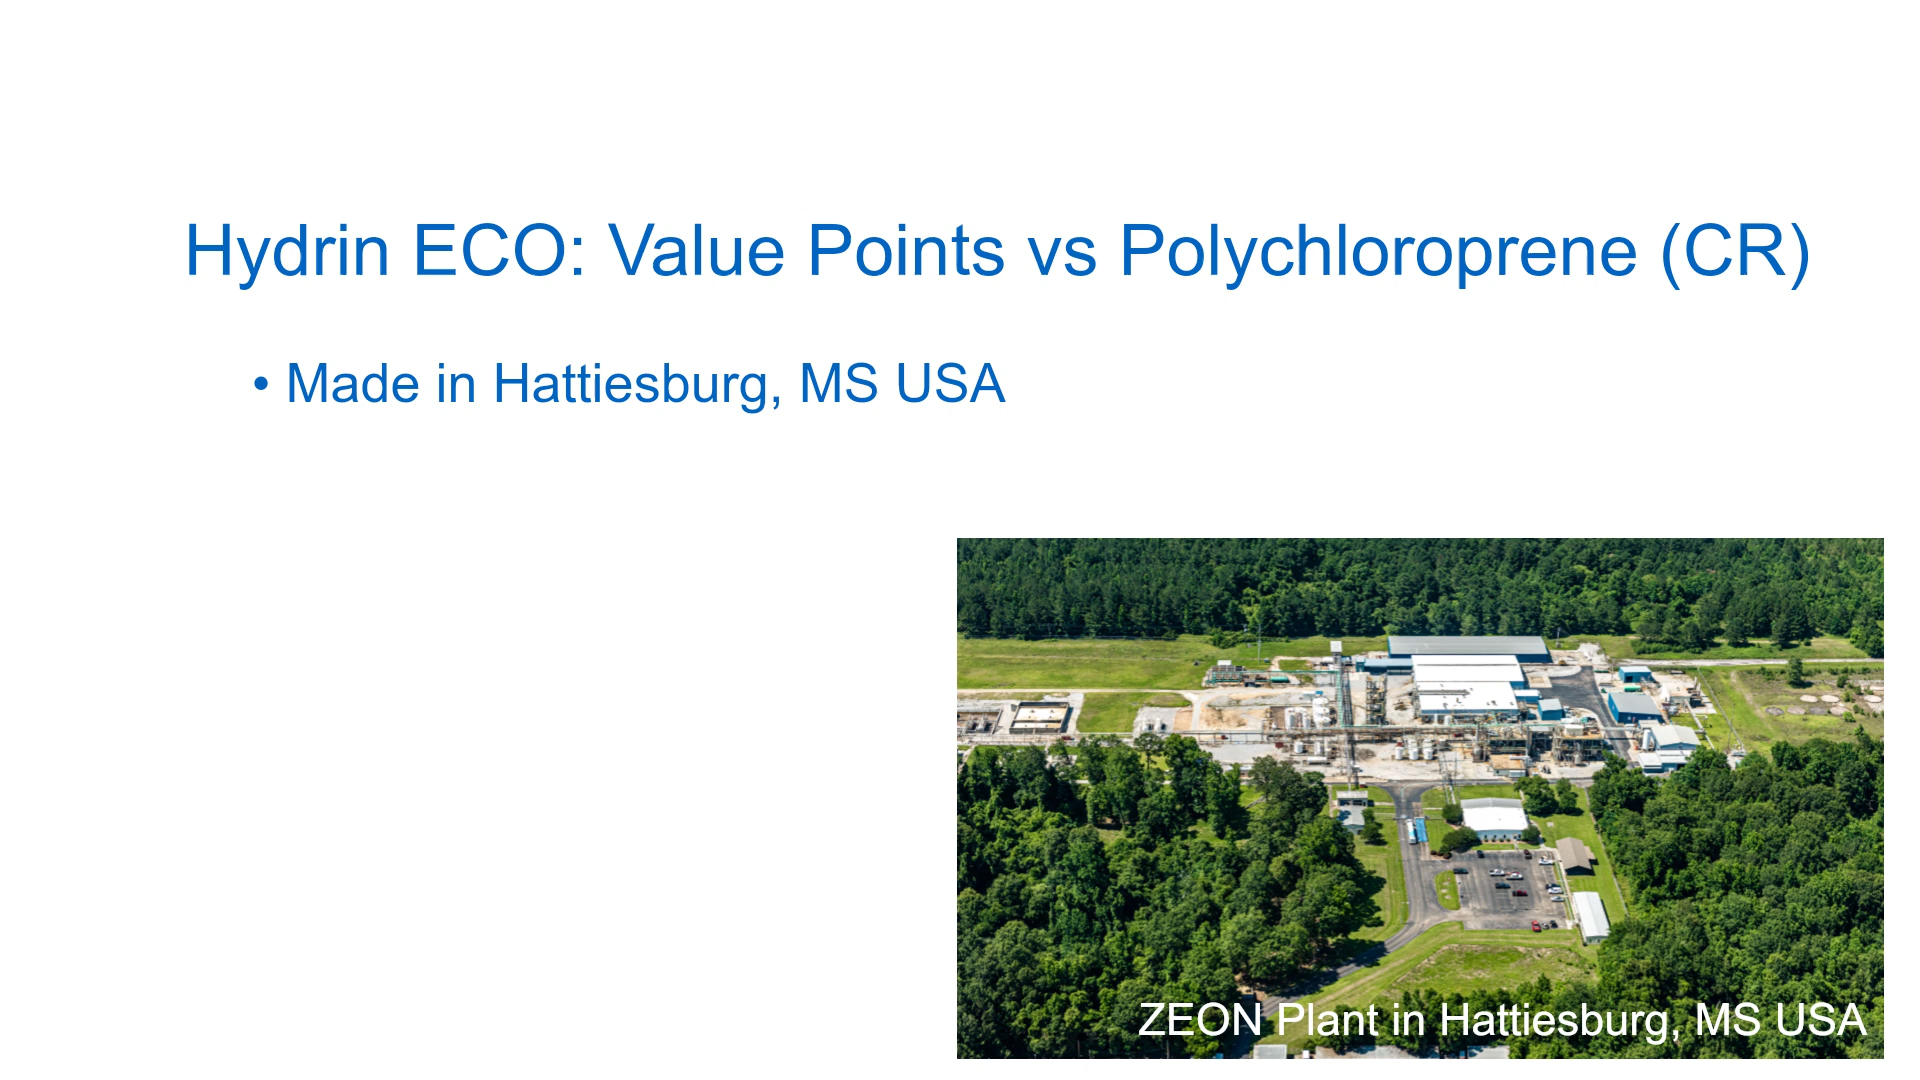 Hydrin ECO: Value Points vs Polychloroprene (CR)
• Made in Hattiesburg, MS USA
ZEON Plant in Hattiesburg, MS USA